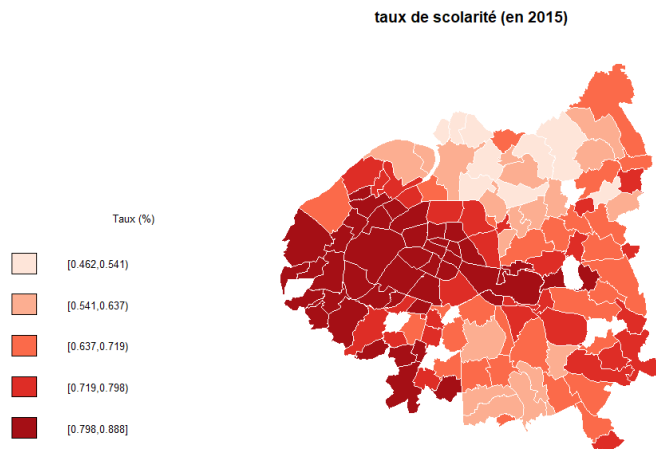 taux de scolarité (en 2015)
Taux (%)
[0.462,0.541)
[0.541,0.637)
[0.637,0.719)
[0.719,0.798)
[0.798,0.888]